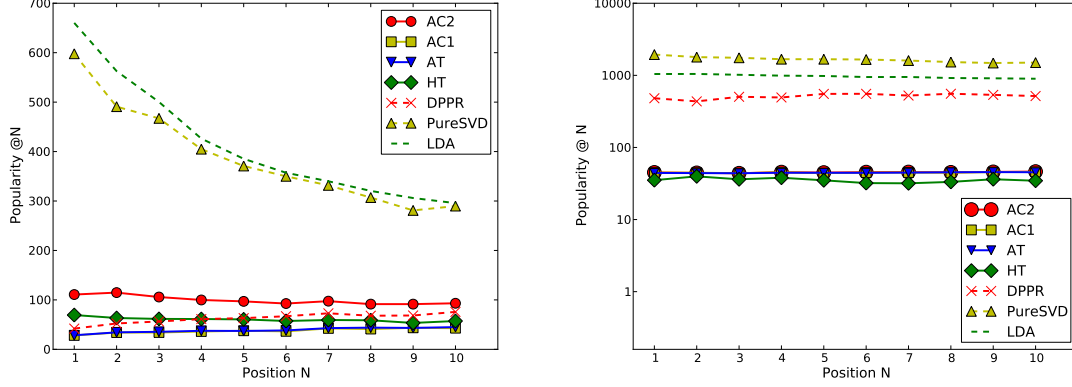 700
600
500
400
300
200
100
0
Popularity @N
1 2 3 4 5 6 7 8 9 10
Position N
AC2
AC1
AT
HT
DPPR
PureSVD
LDA
10000
1000
100
10
1
Popularity @ N
1 2 3 4 5 6 7 8 9 10
Position N
AC2
AC1
AT
HT
DPPR
PureSVD
LDA